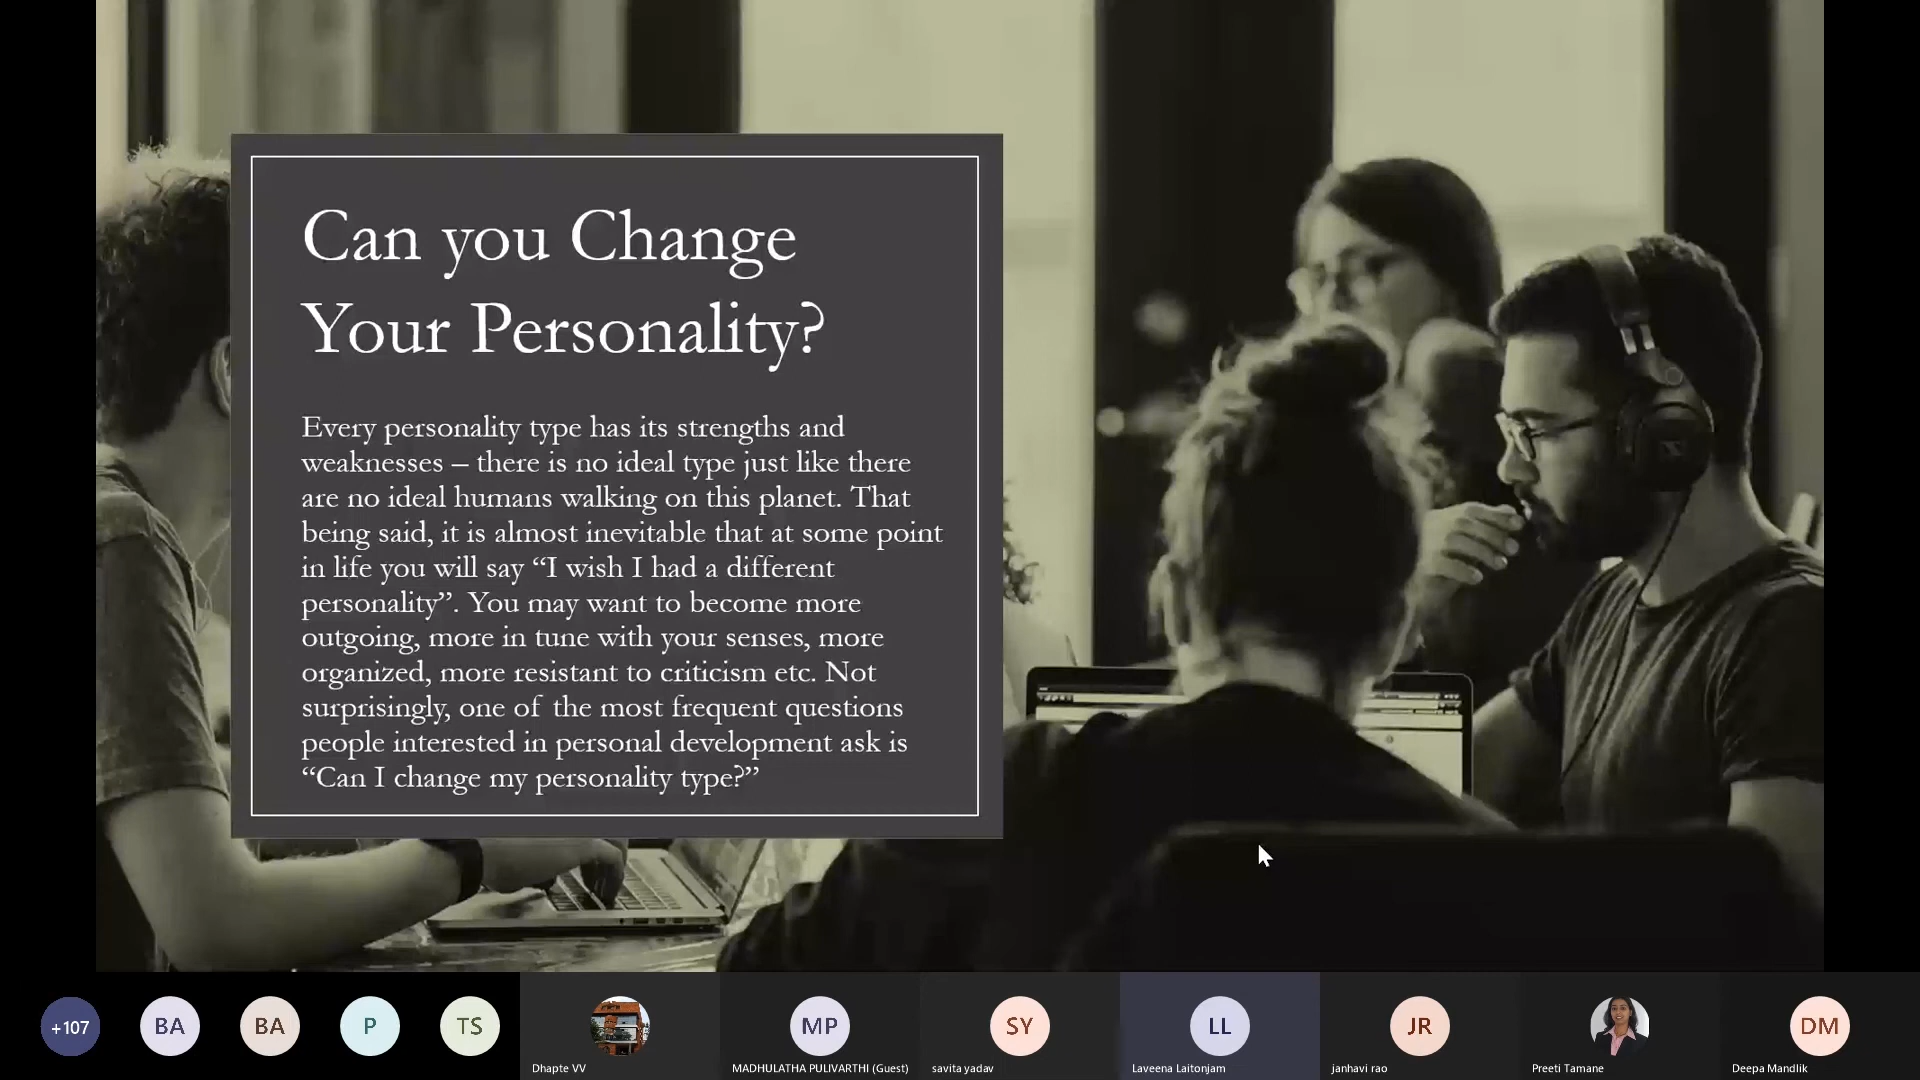 Can you Change
Your Personality?
Every personality type has its strengths and
weaknesses – there is no ideal type just like there
are no ideal humans walking on this planet. That
being said, it is almost inevitable that at some point
in life you will say “I wish I had a different
personality”. You may want to become more
outgoing, more in tune with your senses, more
organized, more resistant to criticism etc. Not
surprisingly, one of the most frequent questions
people interested in personal development ask is
“Can I change my personality type?”
+107
BA
BA
P
TS
MP
SY
LL
JR
DM
Dhapte VV
MADHULATHA PULIVARTHI (Guest)
savita yadav
Laveena Laitonjam
janhavi rao
Preeti Tamane
Deepa Mandlik